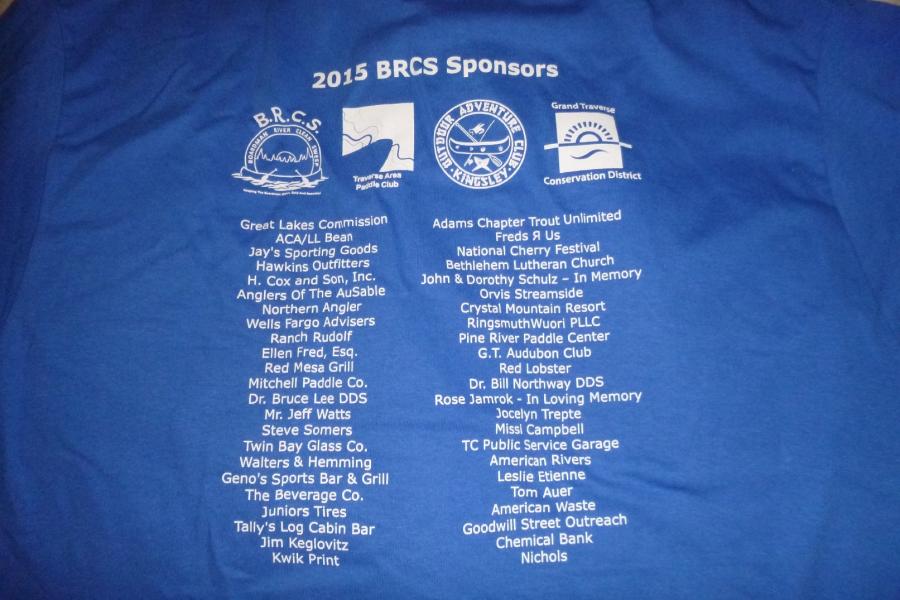 2015 BRCS Sponsors
B.R.C.S.
BOARDMAN RIVER CLEAN SWEEP
Traverse Area
Paddle Club
OUTDOOR ADVENTURE CLUB
KINGSLEY
Grand Traverse
Conservation District
Great Lakes Commission
ACA/LL Bean
Jay's Sporting Goods
Hawkins Outfitters
H. Cox and Son, Inc.
Anglers Of The AuSable
Northern Angler
Wells Fargo Advisers
Ranch Rudolf
Ellen Fred, Esq.
Red Mesa Grill
Mitchell Paddle Co.
Dr. Bruce Lee DDS
Mr. Jeff Watts
Steve Somers
Twin Bay Glass Co.
Walters & Hemming
Geno's Sports Bar & Grill
The Beverage Co.
Juniors Tires
Tally's Log Cabin Bar
Jim Keglovitz
Kwik Print
Adams Chapter Trout Unlimited
Freds Я Us
National Cherry Festival
Bethlehem Lutheran Church
John & Dorothy Schulz – In Memory
Orvis Streamside
Crystal Mountain Resort
RingsmuthWuori PLLC
Pine River Paddle Center
G.T. Audubon Club
Red Lobster
Dr. Bill Northway DDS
Rose Jamrok - In Loving Memory
Jocelyn Trepte
Missi Campbell
TC Public Service Garage
American Rivers
Leslie Etienne
Tom Auer
American Waste
Goodwill Street Outreach
Chemical Bank
Nichols